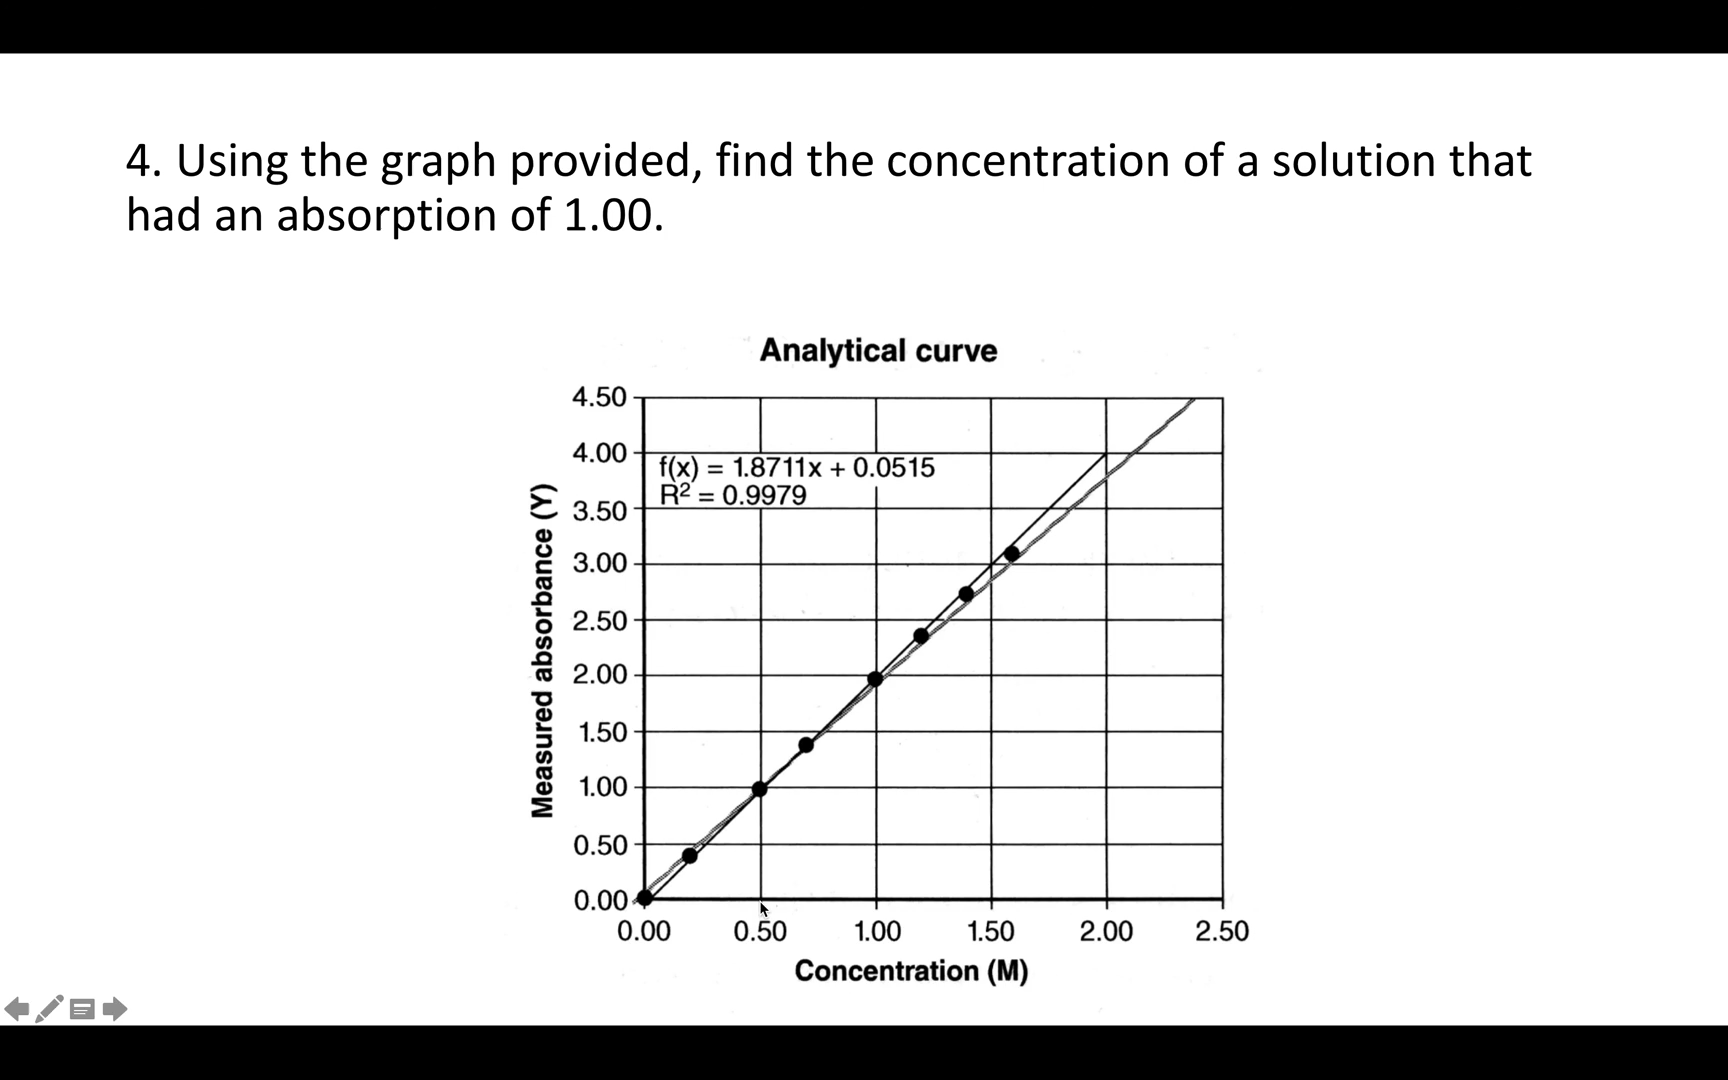 4. Using the graph provided, find the concentration of a solution that
had an absorption of 1.00.
Analytical curve
4.50
4.00
f(x) = 1.8711x + 0.0515
R² = 0.9979
3.50
3.00
2.50
2.00
1.50
1.00
0.50
0.00
Measured absorbance (Y)
0.00 0.50 1.00 1.50 2.00 2.50
Concentration (M)